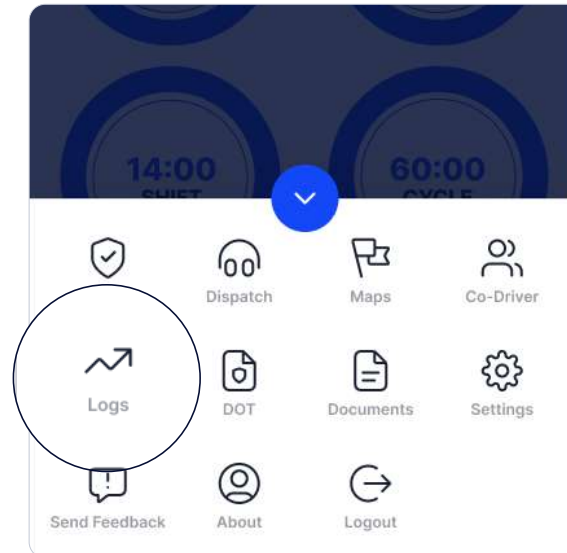 14:00
60:00
SHIFT
CYCLE
Dispatch
Maps
Co-Driver
Logs
DOT
Documents
Settings
Send Feedback
About
Logout